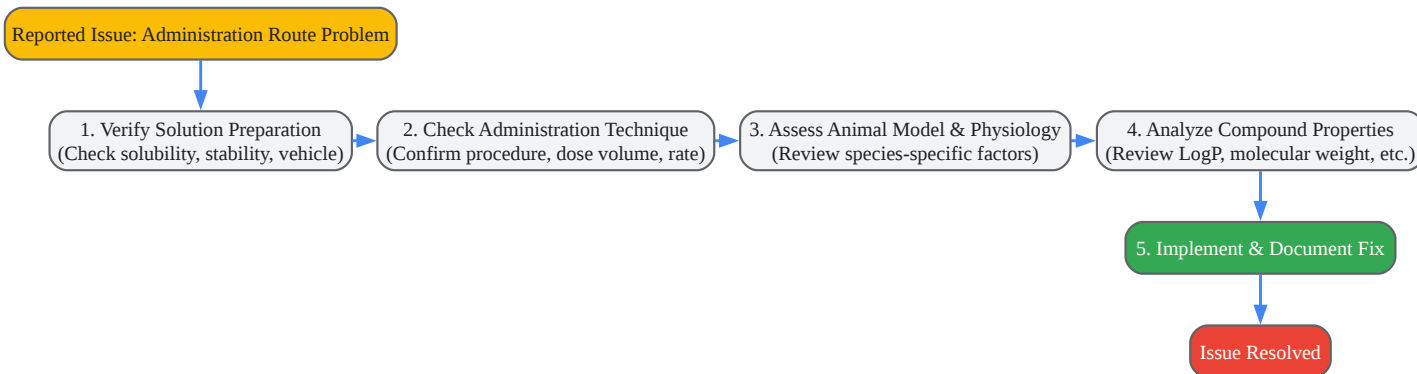 Reported Issue: Administration Route Problem
1. Verify Solution Preparation
(Check solubility, stability, vehicle)
2. Check Administration Technique
(Confirm procedure, dose volume, rate)
3. Assess Animal Model & Physiology
(Review species-specific factors)
4. Analyze Compound Properties
(Review LogP, molecular weight, etc.)
5. Implement & Document Fix
Issue Resolved